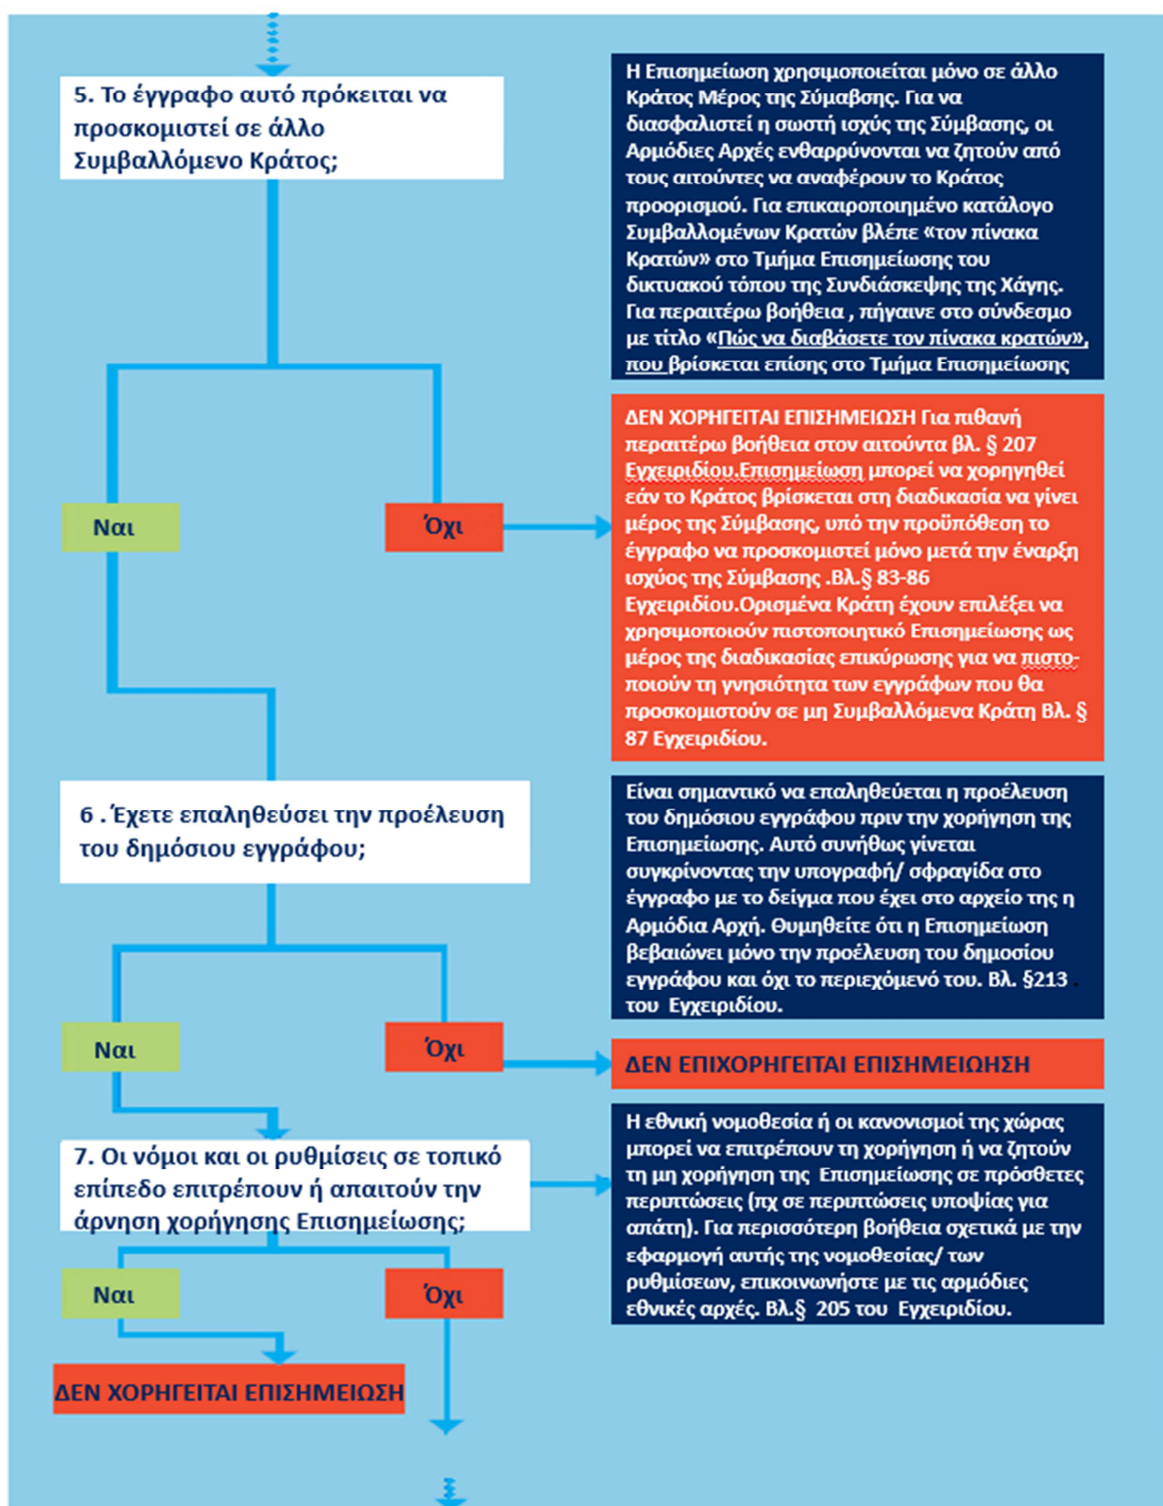 5. Το έγγραφο αυτό πρόκειται να
προσκομιστεί σε άλλο
Συμβαλλόμενο Κράτος;
Η Επισημείωση χρησιμοποιείται μόνο σε άλλο
Κράτος Μέρος της Σύμαβσης. Για να
διασφαλιστεί η σωστή ισχύς της Σύμβασης, οι
Αρμόδιες Αρχές ενθαρρύνονται να ζητούν από
τους αιτούντες να αναφέρουν το Κράτος
προορισμού. Για επικαιροποιημένο κατάλογο
Συμβαλλομένων Κρατών βλέπε «τον πίνακα
Κρατών» στο Τμήμα Επισημείωσης του
δικτυακού τόπου της Συνδιάσκεψης της Χάγης.
Για περαιτέρω βοήθεια , πήγαινε στο σύνδεσμο
με τίτλο «Πώς να διαβάσετε τον πίνακα κρατών»,
που βρίσκεται επίσης στο Τμήμα Επισημείωσης
Ναι
Όχι
ΔΕΝ ΧΟΡΗΓΕΙΤΑΙ ΕΠΙΣΗΜΕΙΩΣΗ Για πιθανή
περαιτέρω βοήθεια στον αιτούντα βλ. § 207
Εγχειριδίου.Επισημείωση μπορεί να χορηγηθεί
εάν το Κράτος βρίσκεται στη διαδικασία να γίνει
μέρος της Σύμβασης, υπό την προϋπόθεση το
έγγραφο να προσκομιστεί μόνο μετά την έναρξη
ισχύος της Σύμβασης .Βλ.§ 83-86
Εγχειριδίου.Ορισμένα Κράτη έχουν επιλέξει να
χρησιμοποιούν πιστοποιητικό Επισημείωσης ως
μέρος της διαδικασίας επικύρωσης για να πιστο-
ποιούν τη γνησιότητα των εγγράφων που θα
προσκομιστούν σε μη Συμβαλλόμενα Κράτη Βλ. §
87 Εγχειριδίου.
6 . Έχετε επαληθεύσει την προέλευση
του δημόσιου εγγράφου;
Είναι σημαντικό να επαληθεύεται η προέλευση
του δημόσιου εγγράφου πριν την χορήγηση της
Επισημείωσης. Αυτό συνήθως γίνεται
συγκρίνοντας την υπογραφή/ σφραγίδα στο
έγγραφο με το δείγμα που έχει στο αρχείο της η
Αρμόδια Αρχή. Θυμηθείτε ότι η Επισημείωση
βεβαιώνει μόνο την προέλευση του δημοσίου
εγγράφου και όχι το περιεχόμενό του. Βλ. §213 .
του Εγχειριδίου.
Ναι
Όχι
ΔΕΝ ΕΠΙΧΟΡΗΓΕΙΤΑΙ ΕΠΙΣΗΜΕΙΩΗΣΗ
7. Οι νόμοι και οι ρυθμίσεις σε τοπικό
επίπεδο επιτρέπουν ή απαιτούν την
άρνηση χορήγησης Επισημείωσης;
Η εθνική νομοθεσία ή οι κανονισμοί της χώρας
μπορεί να επιτρέπουν τη χορήγηση ή να ζητούν
τη μη χορήγηση της Επισημείωσης σε πρόσθετες
περιπτώσεις (πχ σε περιπτώσεις υποψίας για
απάτη). Για περισσότερη βοήθεια σχετικά με την
εφαρμογή αυτής της νομοθεσίας/ των
ρυθμίσεων, επικοινωνήστε με τις αρμόδιες
εθνικές αρχές. Βλ.§ 205 του Εγχειριδίου.
Ναι
Όχι
ΔΕΝ ΧΟΡΗΓΕΙΤΑΙ ΕΠΙΣΗΜΕΙΩΣΗ